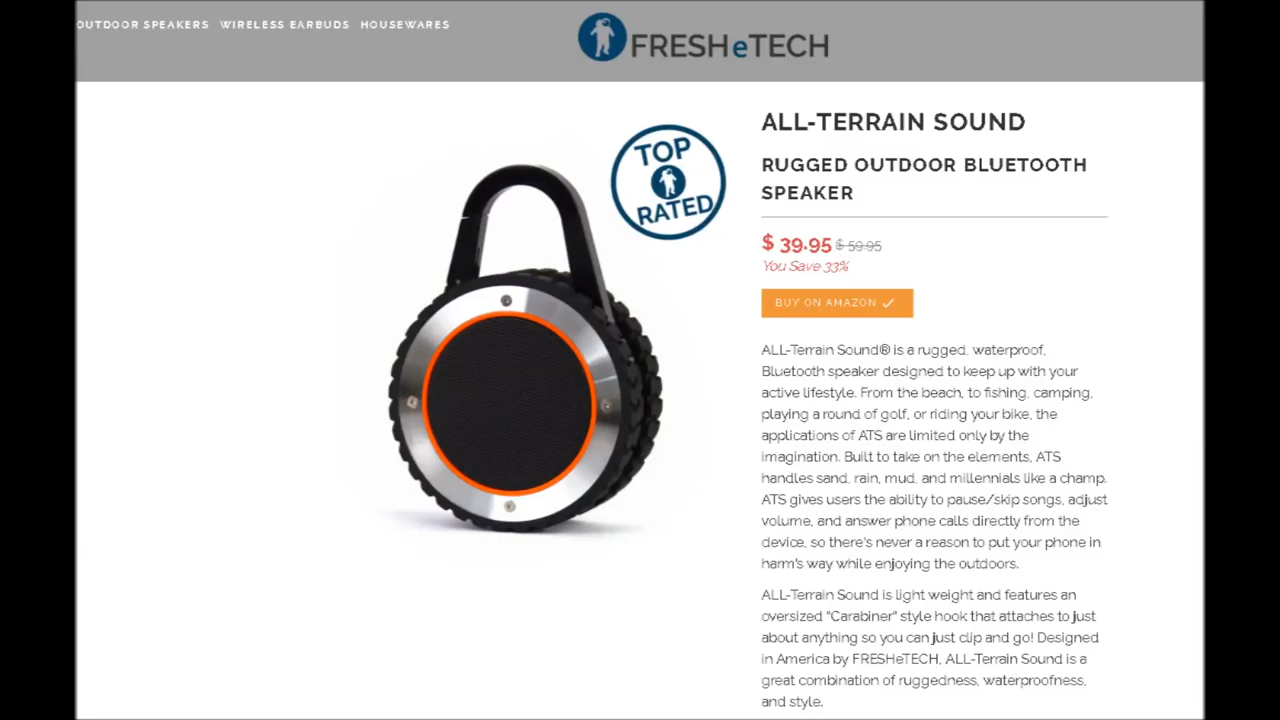 OUTDOOR SPEAKERS WIRELESS EARBUDS HOUSEWARES
FRESHeTECH
TOP
RATED
ALL-TERRAIN SOUND
RUGGED OUTDOOR BLUETOOTH
SPEAKER
$ 39.95 $ 59.95
You Save 33%
BUY ON AMAZON
ALL-Terrain Sound® is a rugged, waterproof,
Bluetooth speaker designed to keep up with your
active lifestyle. From the beach, to fishing, camping,
playing a round of golf, or riding your bike, the
applications of ATS are limited only by the
imagination. Built to take on the elements, ATS
handles sand, rain, mud, and millennials like a champ.
ATS gives users the ability to pause/skip songs, adjust
volume, and answer phone calls directly from the
device, so there's never a reason to put your phone in
harm's way while enjoying the outdoors.
ALL-Terrain Sound is light weight and features an
oversized "Carabiner" style hook that attaches to just
about anything so you can just clip and go! Designed
in America by FRESHeTECH, ALL-Terrain Sound is a
great combination of ruggedness, waterproofness,
and style.